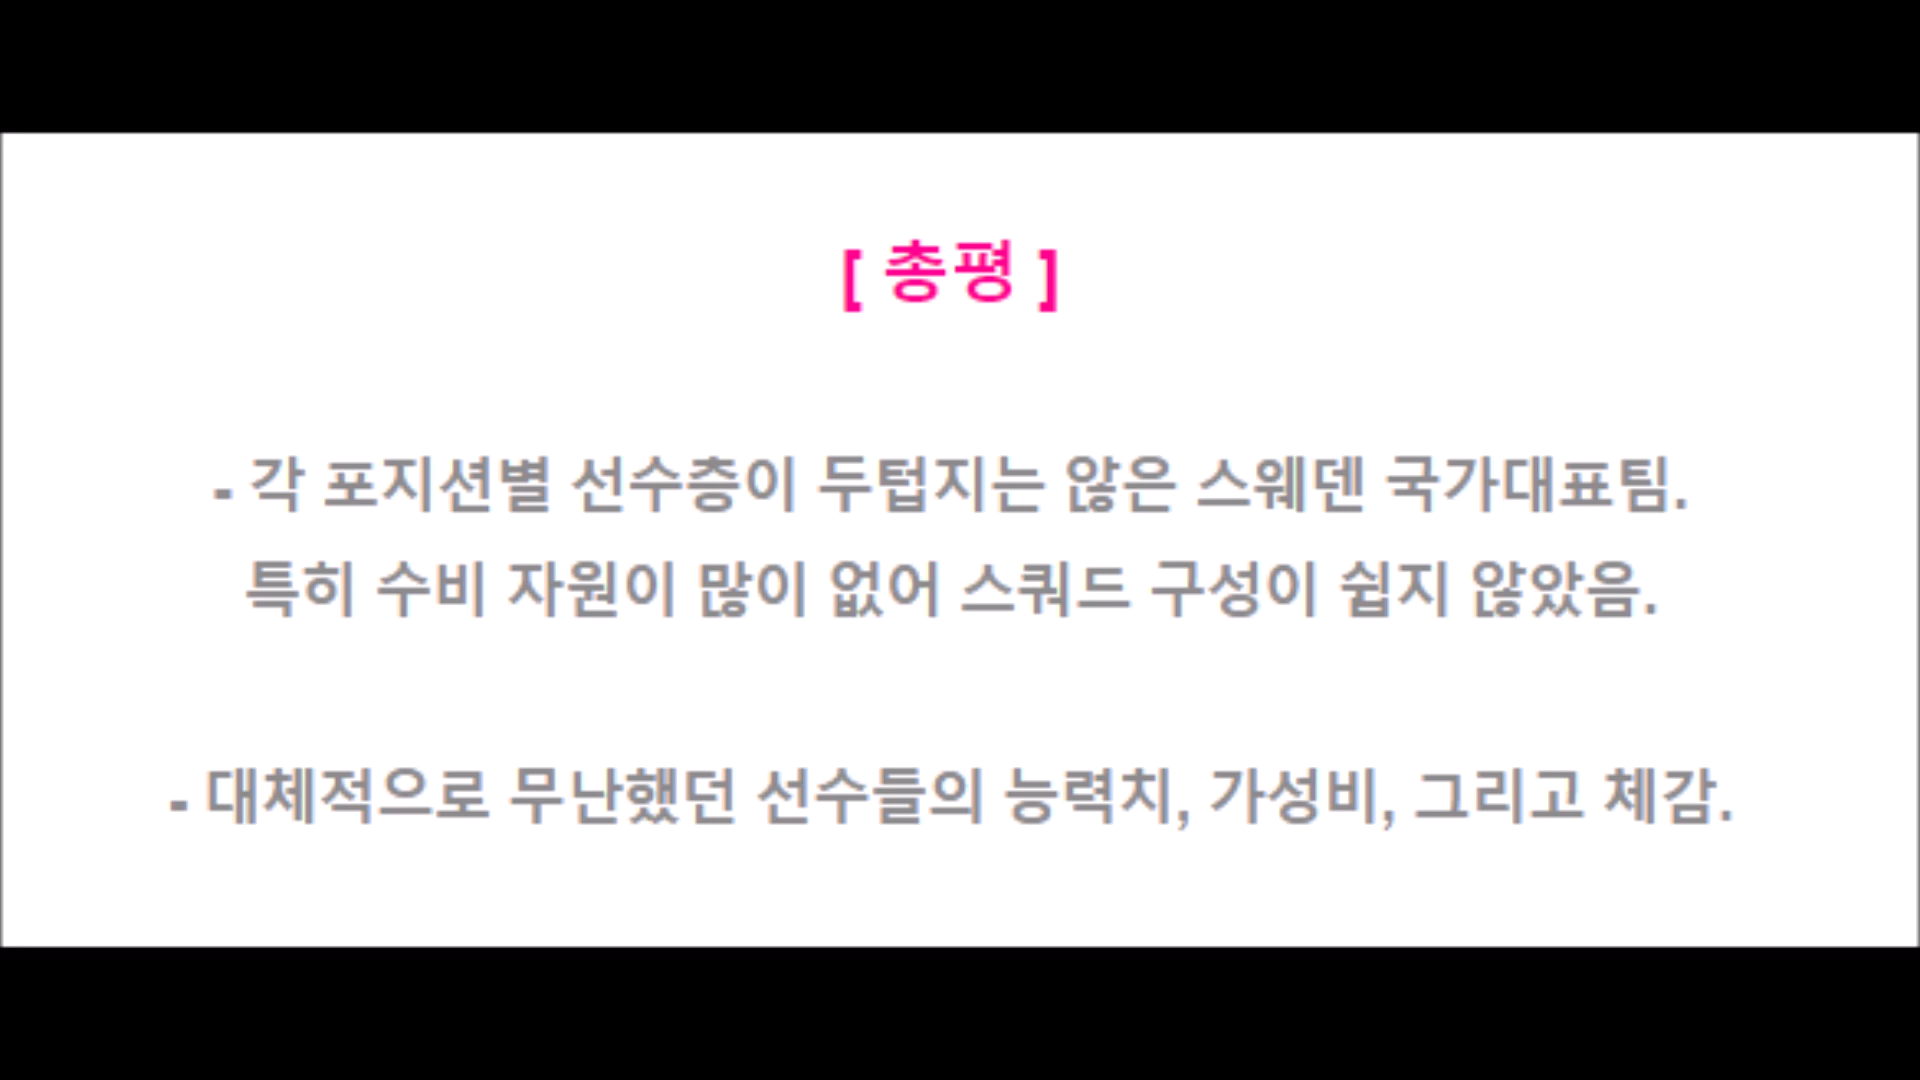 [ 총평 ]
- 각 포지션별 선수층이 두텁지는 않은 스웨덴 국가대표팀.
특히 수비 자원이 많이 없어 스쿼드 구성이 쉽지 않았음.
- 대체적으로 무난했던 선수들의 능력치, 가성비, 그리고 체감.